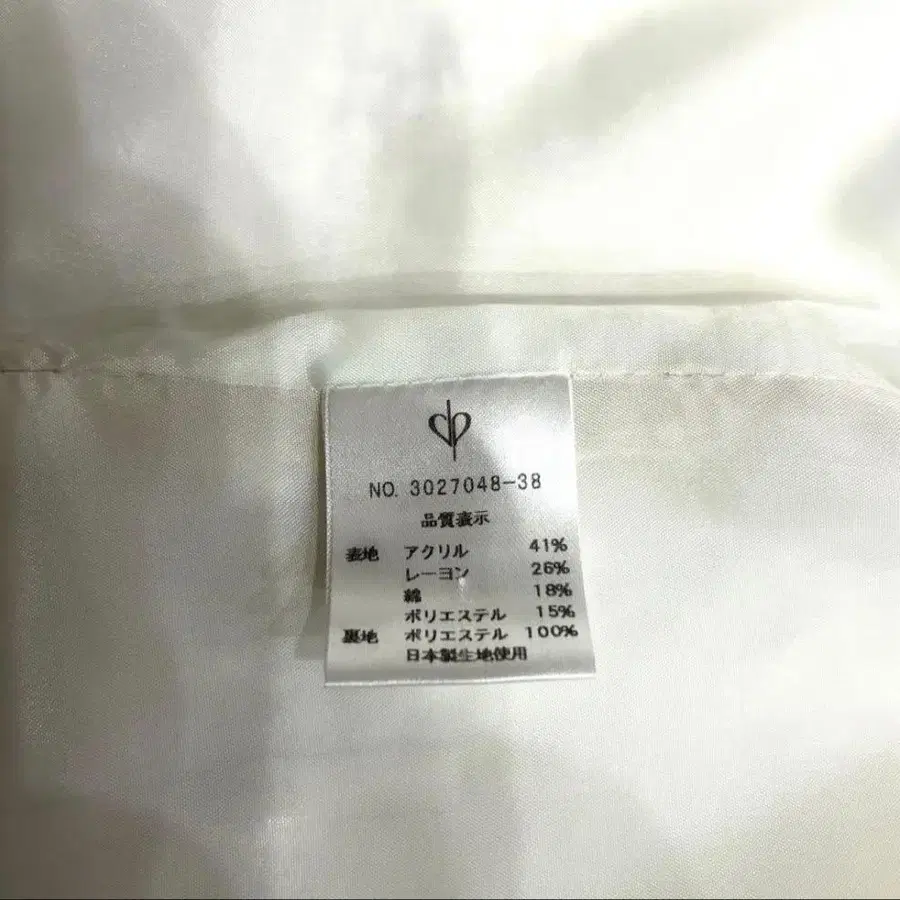 NO. 3027048-38
品質表示
表地 アクリル 41%
レーヨン 26%
綿 18%
ポリエステル 15%
裏地 ポリエステル 100%
日本製生地使用